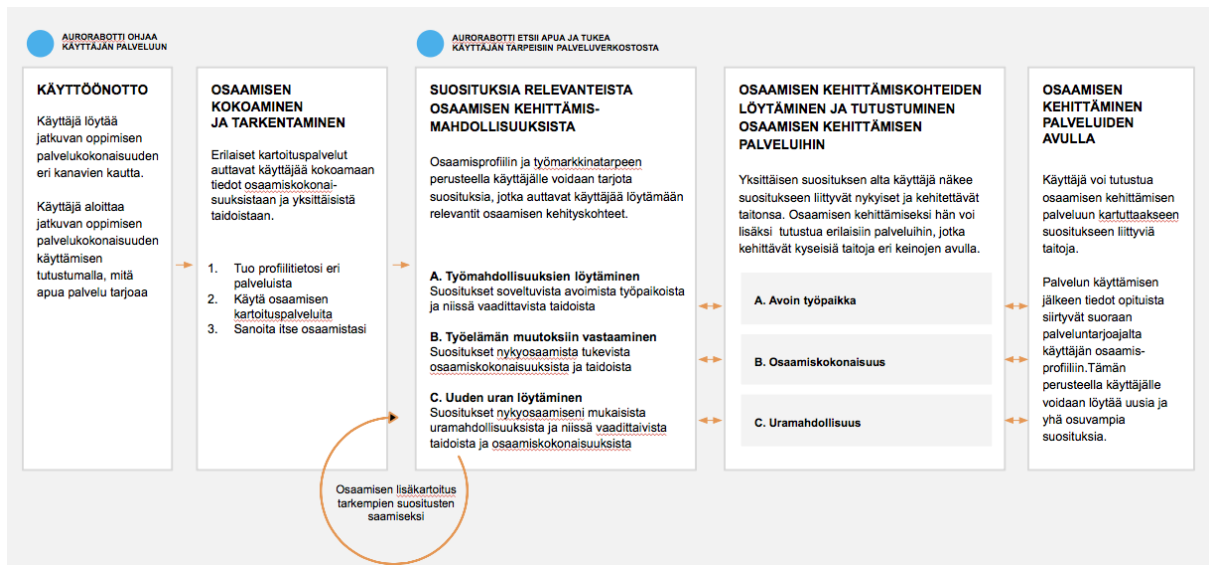 AURORABOTTI OHJAA
KÄYTTÄJÄN PALVELUUN
AURORABOTTI ETSII APUA JA TUKEA
KÄYTTÄJÄN TARPEISIIN PALVELUVERKOSTOSTA
KÄYTTÖÖNOTTO
Käyttäjä löytää
jatkuvan oppimisen
palvelukokonaisuuden
eri kanavien kautta.
Käyttäjä aloittaa
jatkuvan oppimisen
palvelukokonaisuuden
käyttämisen
tutustumalla, mitä
apua palvelu tarjoaa
OSAAMISEN
KOKOAMINEN
JA TARKENTAMINEN
Erilaiset kartoituspalvelut
auttavat käyttäjää kokoamaan
tiedot osaamiskokonai-
suuksistaan ja yksittäisistä
taidoistaan.
1. Tuo profiilitietosi eri
palveluista
2. Käytä osaamisen
kartoituspalveluita
3. Sanoita itse osaamistasi
SUOSITUKSIA RELEVANTEISTA
OSAAMISEN KEHITTÄMIS-
MAHDOLLISUUKSISTA
Osaamisprofiilin ja työmarkkinatarpeen
perusteella käyttäjälle voidaan tarjota
suosituksia, jotka auttavat käyttäjää löytämään
relevantit osaamisen kehityskohteet.
A. Työmahdollisuuksien löytäminen
Suositukset soveltuvista avoimista työpaikoista
ja niissä vaadittavista taidoista
B. Työelämän muutoksiin vastaaminen
Suositukset nykyosaamista tukevista
osaamiskokonaisuuksista ja taidoista
C. Uuden uran löytäminen
Suositukset nykyosaamiseni mukaisista
uramahdollisuuksista ja niissä vaadittaivista
taidoista ja osaamiskokonaisuuksista
Osaamisen lisäkartoitus
tarkempien suositusten
saamiseksi
OSAAMISEN KEHITTÄMISKOHTEIDEN
LÖYTÄMINEN JA TUTUSTUMINEN
OSAAMISEN KEHITTÄMISEN
PALVELUIHIN
Yksittäisen suosituksen alta käyttäjä näkee
suositukseen liittyvät nykyiset ja kehitettävät
taitonsa. Osaamisen kehittämiseksi hän voi
lisäksi tutustua erilaisiin palveluihin, jotka
kehittävät kyseisiä taitoja eri keinojen avulla.
A. Avoin työpaikka
B. Osaamiskokonaisuus
C. Uramahdollisuus
OSAAMISEN
KEHITTÄMINEN
PALVELUIDEN
AVULLA
Käyttäjä voi tutustua
osaamisen kehittämisen
palveluun kartuttaakseen
suositukseen liittyviä
taitoja.
Palvelun käyttämisen
jälkeen tiedot opituista
siirtyvät suoraan
palveluntarjoajalta
käyttäjän osaamis-
profiiliin.Tämän
perusteella käyttäjälle
voidaan löytää uusia ja
yhä osuvampia
suosituksia.